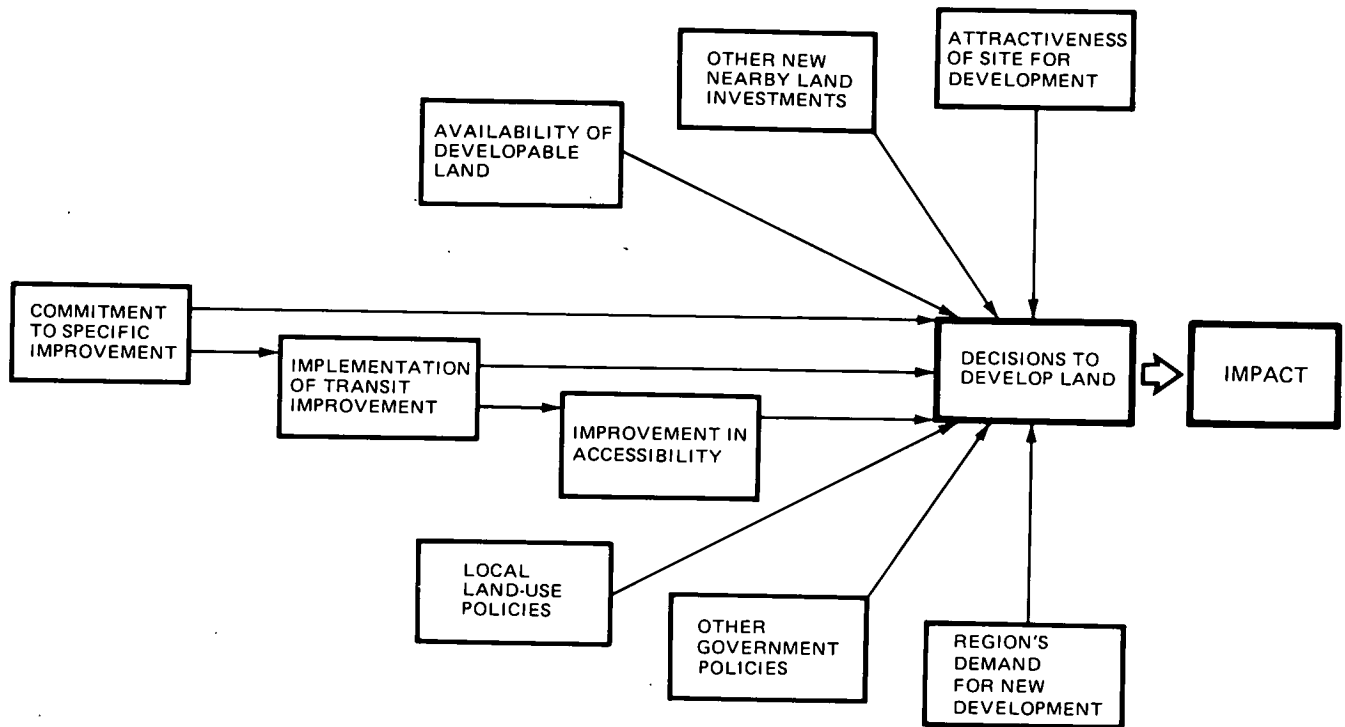 ATTRACTIVENESS
OF SITE FOR
DEVELOPMENT
OTHER NEW
NEARBY LAND
INVESTMENTS
AVAILABILITY OF
DEVELOPABLE
LAND
COMMITMENT
TO SPECIFIC
IMPROVEMENT
IMPLEMENTATION
OF TRANSIT
IMPROVEMENT
IMPROVEMENT IN
ACCESSIBILITY
DECISIONS TO
DEVELOP LAND
IMPACT
LOCAL
LAND-USE
POLICIES
OTHER
GOVERNMENT
POLICIES
REGION'S
DEMAND
FOR NEW
DEVELOPMENT